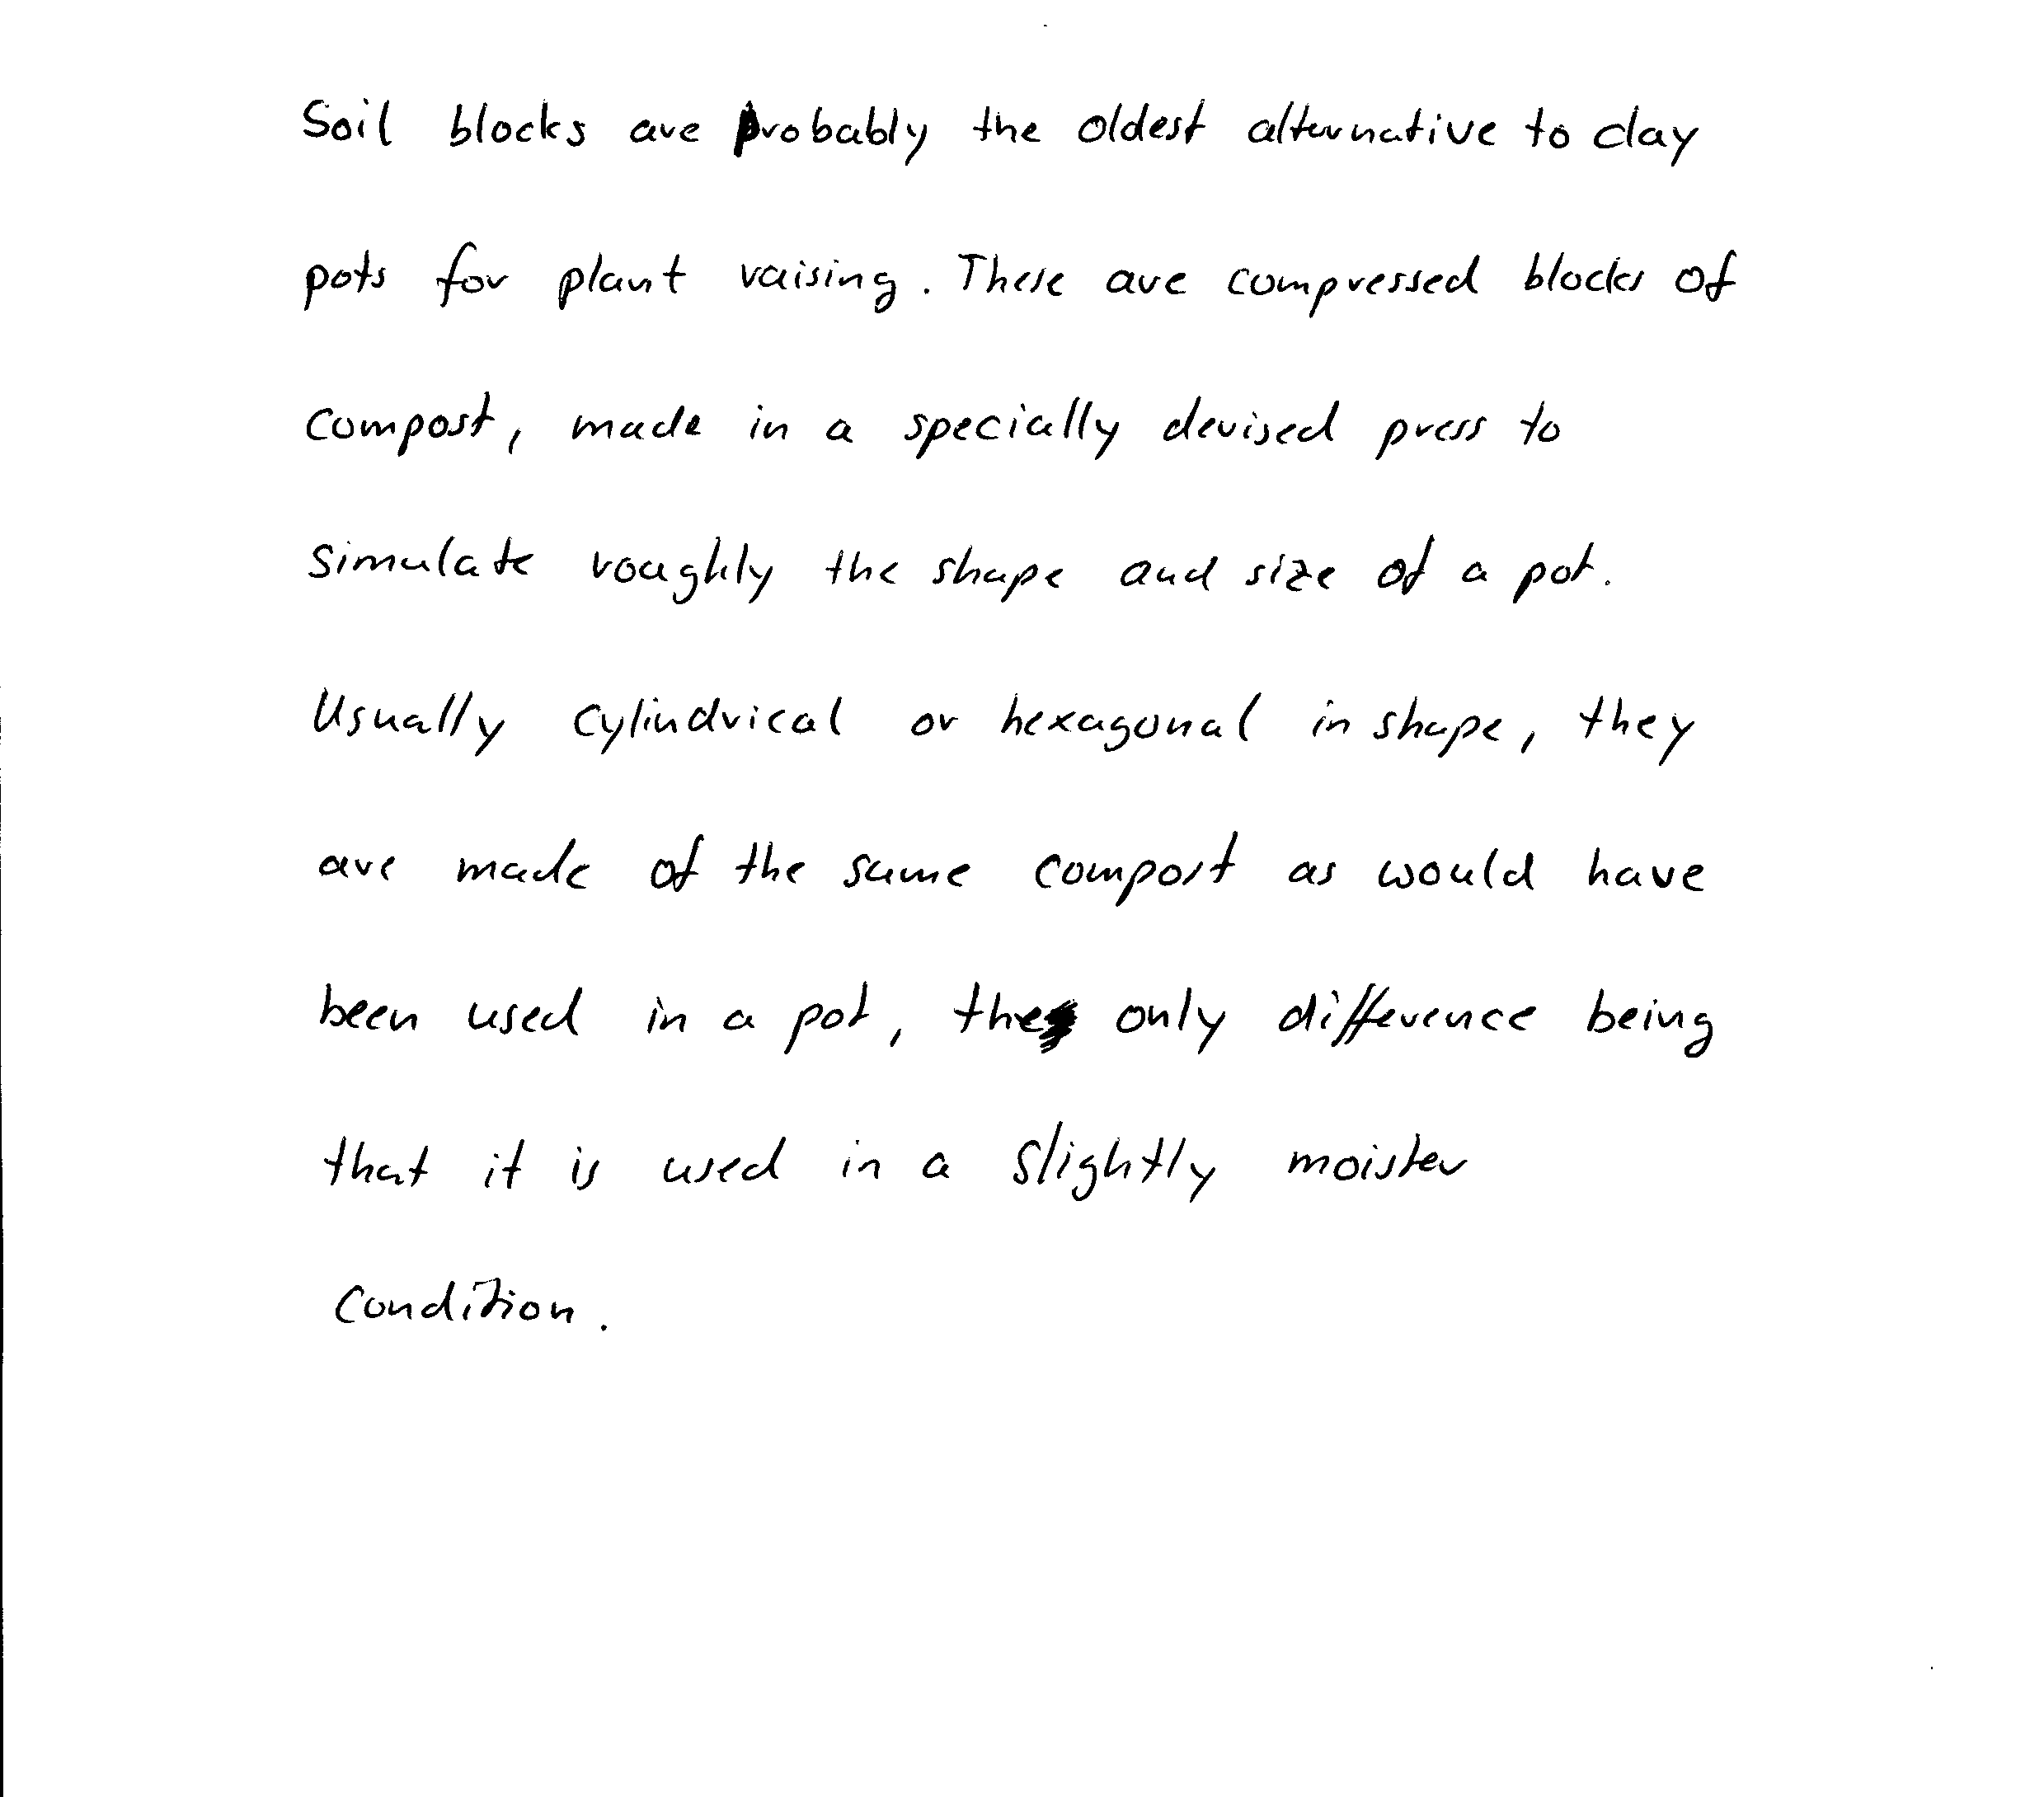 Soil blocks are probably the oldest alternative to clay
pots for plant raising. These are compressed blocks of
compost, made in a specially devised press to
simulate roughly the shape and size of a pot.
Usually cylindrical or hexagonal in shape, they
are made of the same compost as would have
been used in a pot, the only difference being
that it is used in a slightly moister
condition.